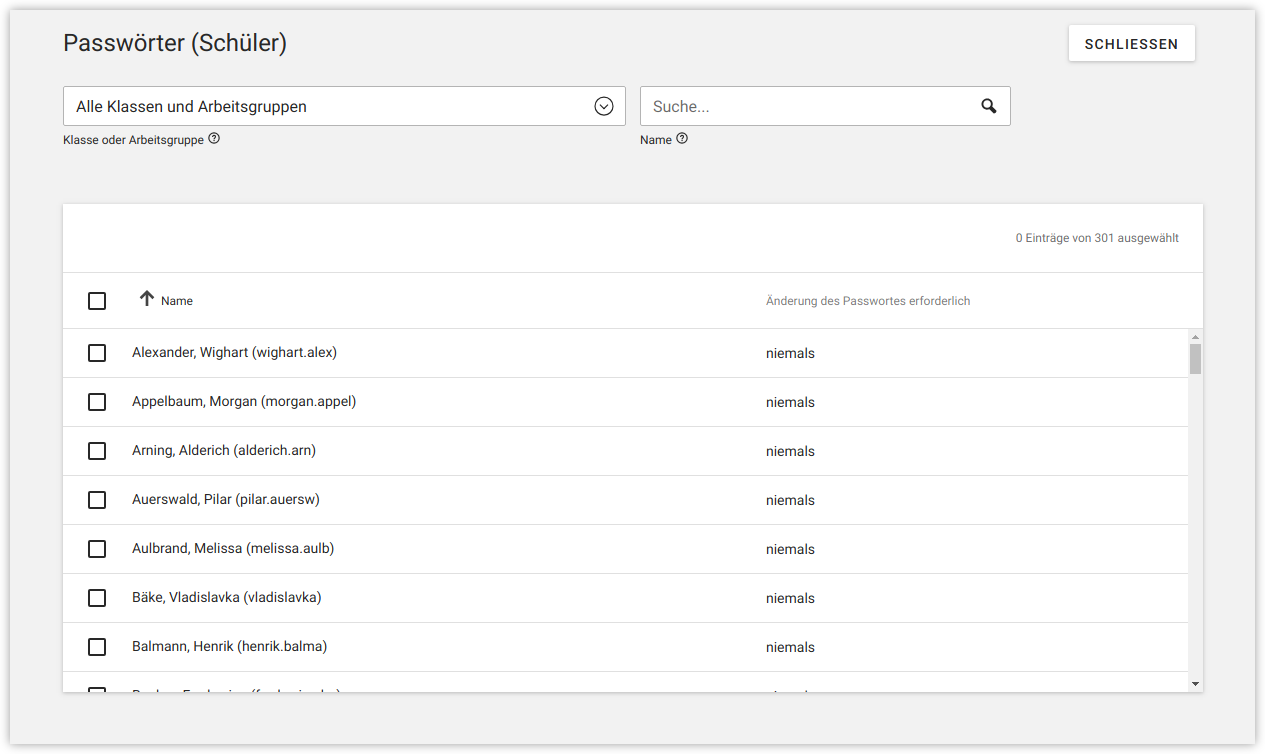 Passwörter (Schüler)
SCHLIESSEN
Alle Klassen und Arbeitsgruppen
Suche...
Klasse oder Arbeitsgruppe
Name
0 Einträge von 301 ausgewählt
Name Änderung des Passwortes erforderlich
Alexander, Wighart (wighart.alex) niemals
Appelbaum, Morgan (morgan.appel) niemals
Arning, Alderich (alderich.arn) niemals
Auerswald, Pilar (pilar.auersw) niemals
Aulbrand, Melissa (melissa.aulb) niemals
Bäke, Vladislavka (vladislavka) niemals
Balmann, Henrik (henrik.balma) niemals